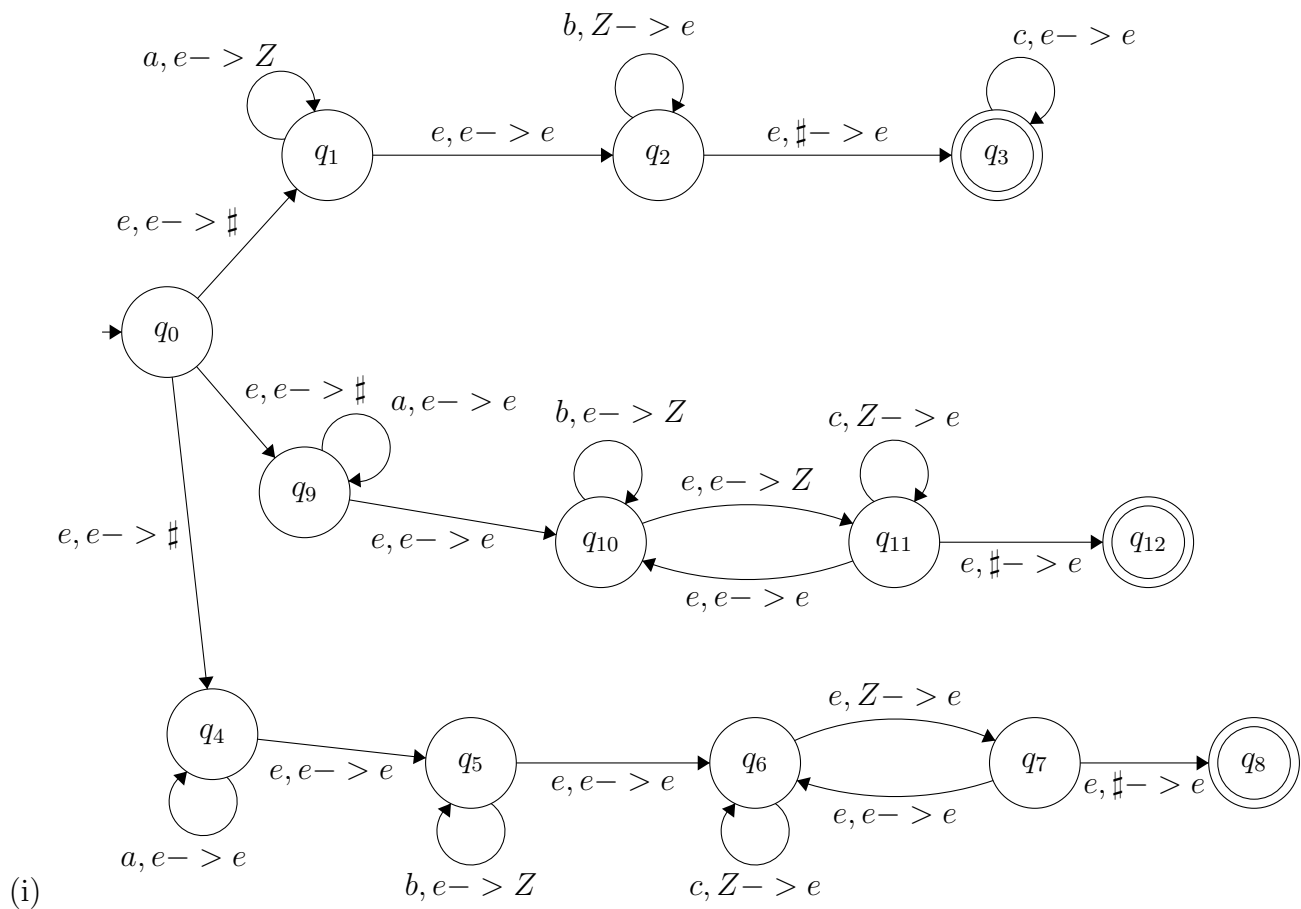 b, Z− > e
c, e− > e
a, e− > Z
e, e− > e
e, ♯− > e
q1
q2
q3
e, e− > ♯
q0
e, e− > ♯
a, e− > e
b, e− > Z
c, Z− > e
e, e− > Z
q9
e, e− > ♯
e, e− > e
q10
q11
q12
e, ♯− > e
e, e− > e
e, Z− > e
q4
e, e− > e
q5
e, e− > e
q6
q7
q8
e, ♯− > e
e, e− > e
a, e− > e
b, e− > Z
c, Z− > e
(i)